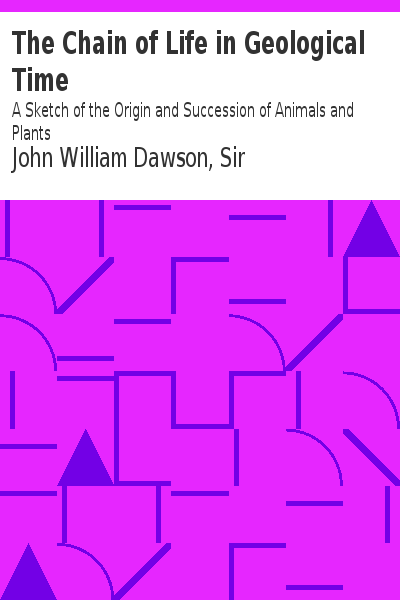 The Chain of Life in Geological
Time
A Sketch of the Origin and Succession of Animals and
Plants
John William Dawson, Sir